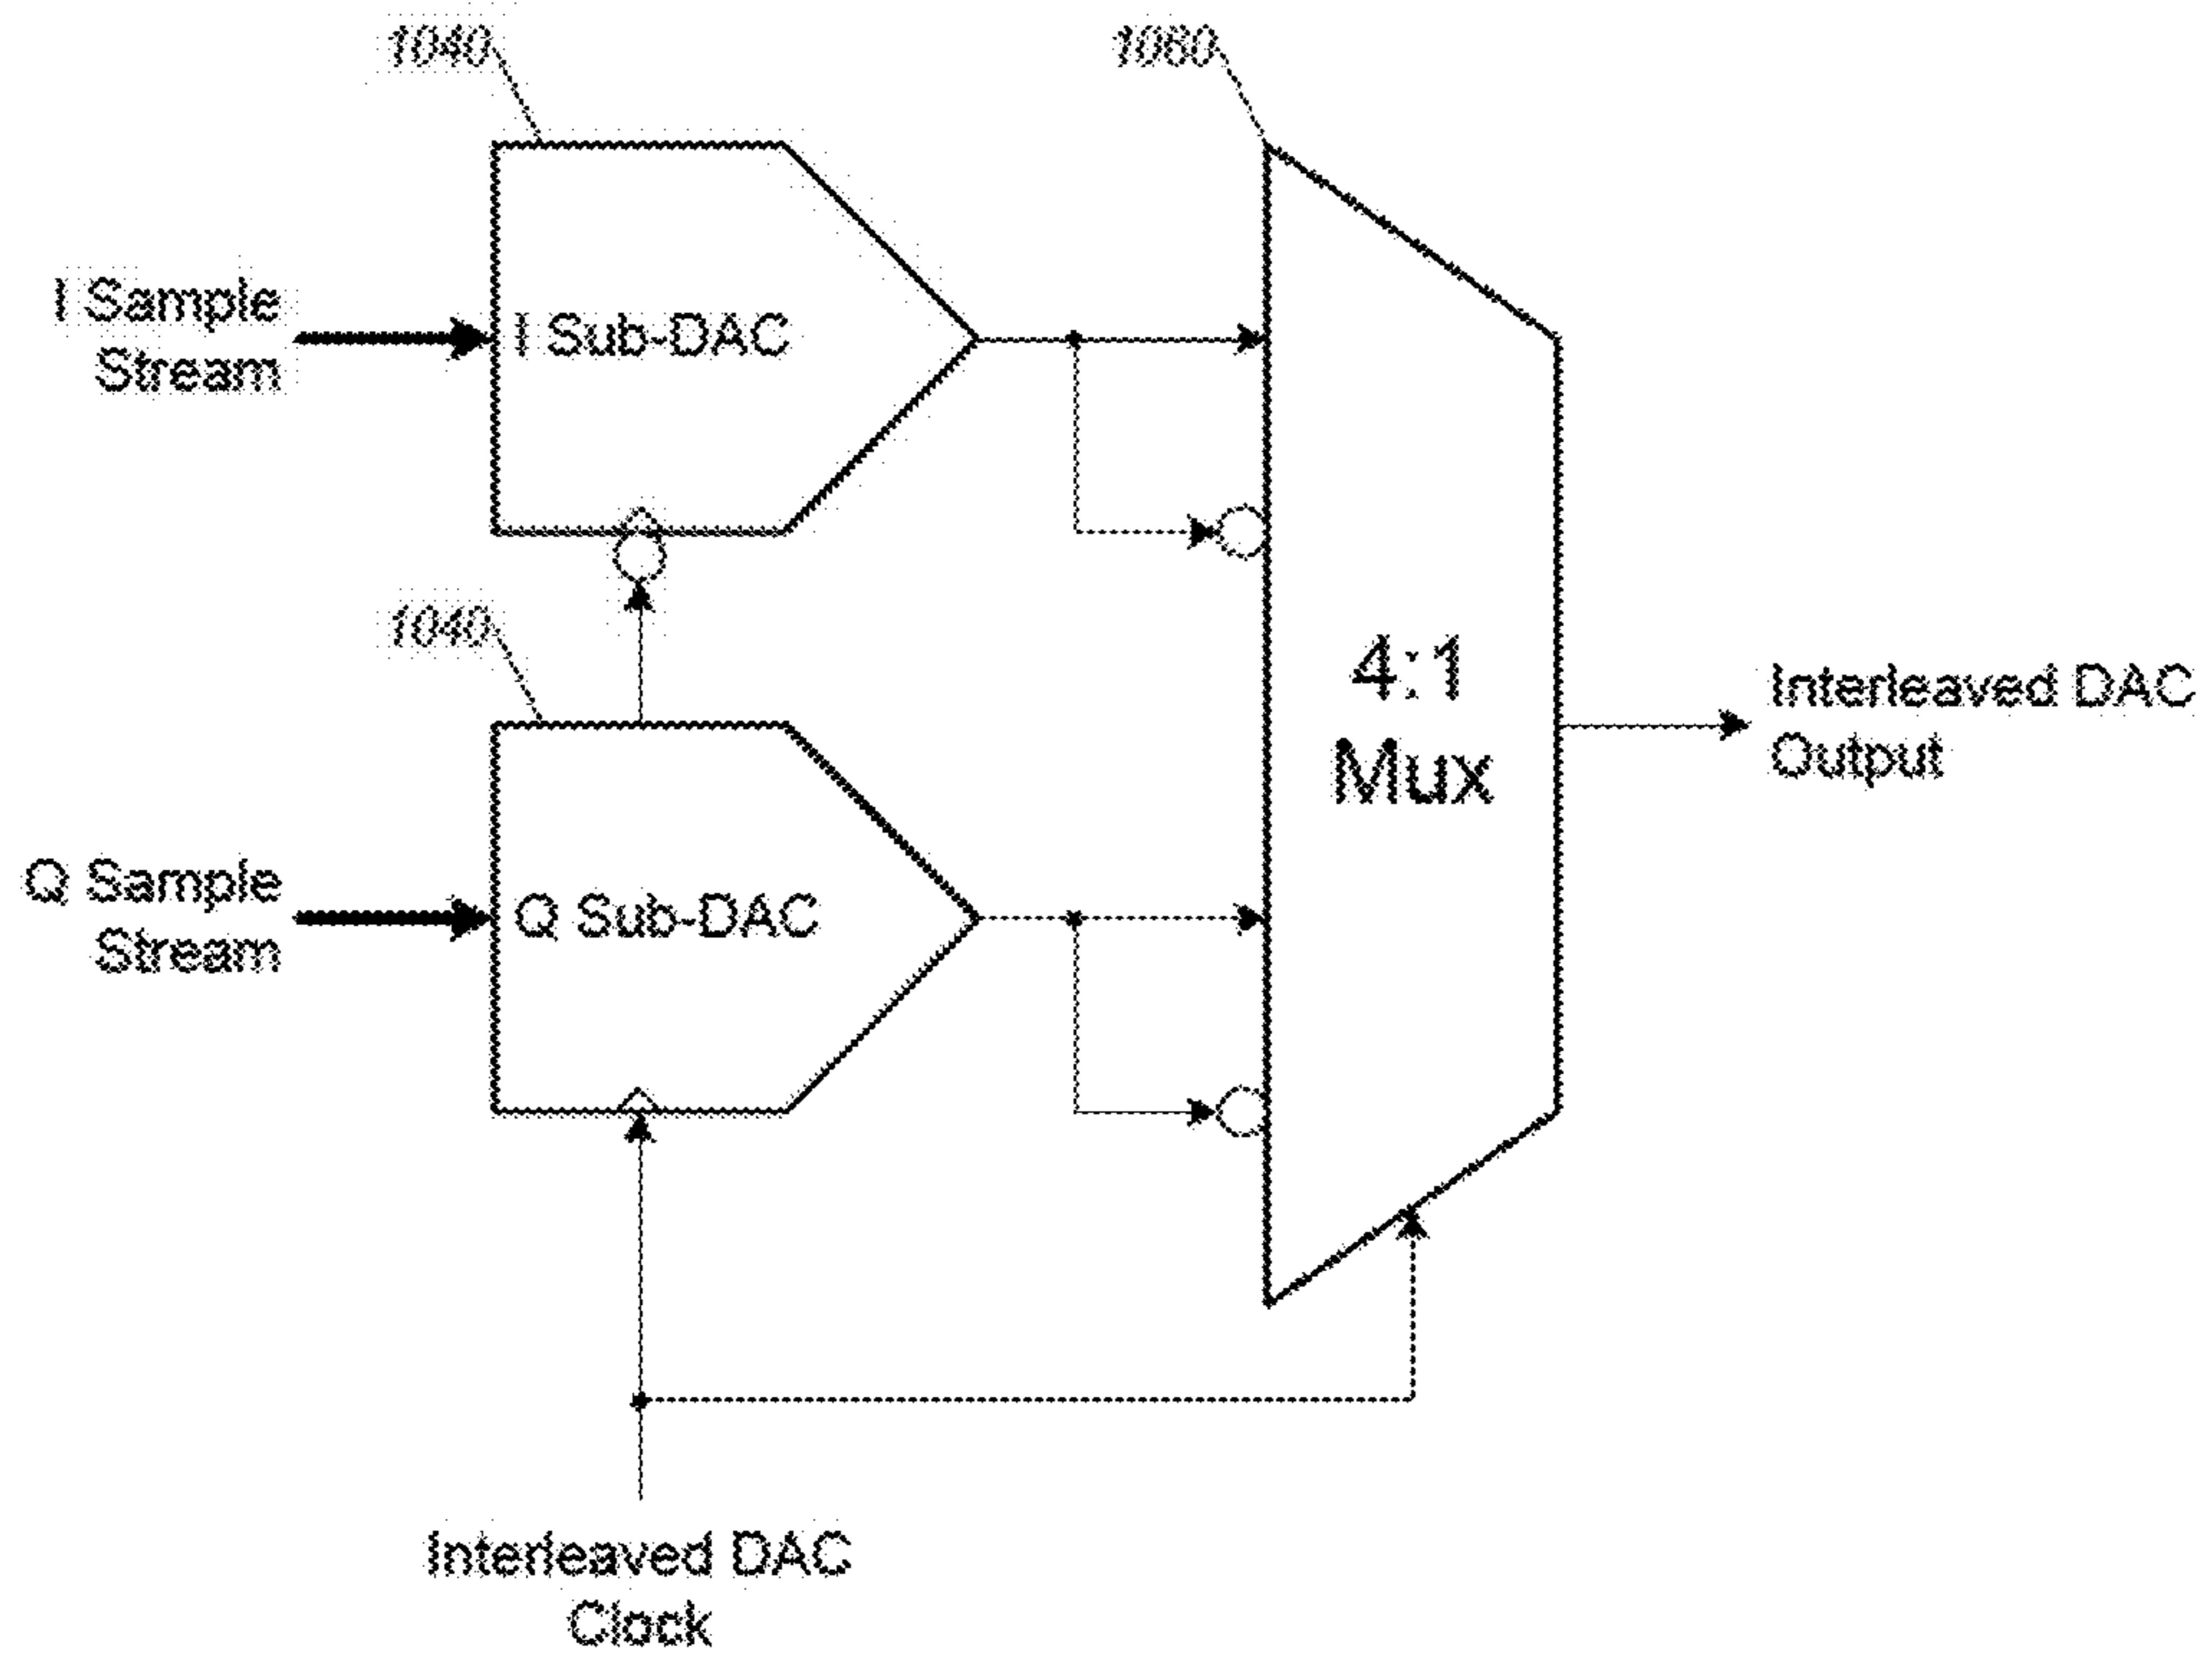 1040
1060
I Sample
Stream
I Sub-DAC
1040
4:1
Mux
Interleaved DAC
Output
Q Sample
Stream
Q Sub-DAC
Interleaved DAC
Clock